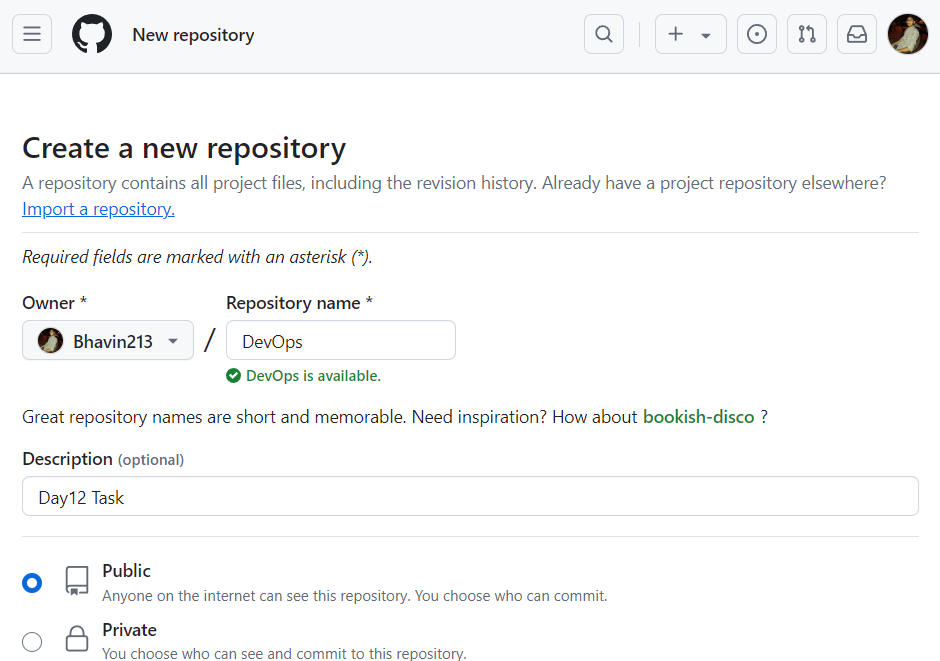 New repository
Create a new repository
A repository contains all project files, including the revision history. Already have a project repository elsewhere?
Import a repository.
Required fields are marked with an asterisk (*).
Owner * Repository name *
Bhavin213 / DevOps
DevOps is available.
Great repository names are short and memorable. Need inspiration? How about bookish-disco ?
Description (optional)
Day12 Task
Public
Anyone on the internet can see this repository. You choose who can commit.
Private
You choose who can see and commit to this repository.